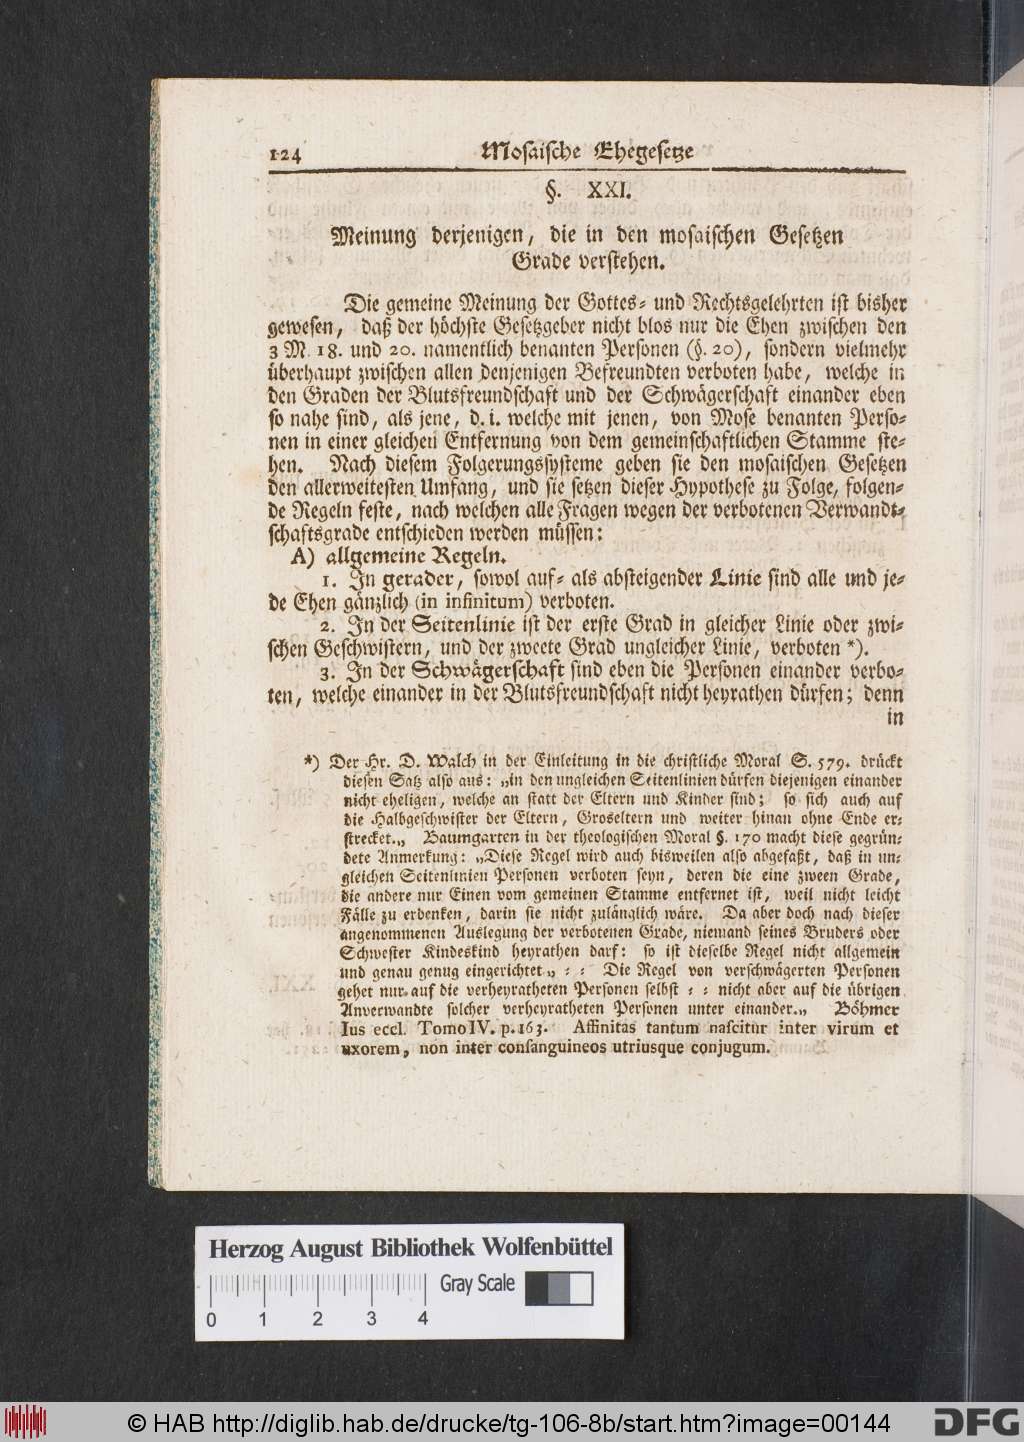 124 Mosaische Ehegesetze
§. XXI.
Meinung derjenigen, die in den mosaischen Gesetzen
Grade verstehen.
Die gemeine Meinung der Gottes- und Rechtsgelehrten ist bisher
gewesen, daß der höchste Gesetzgeber nicht blos nur die Ehen zwischen den
3 M. 18. und 20. namentlich benanten Personen (§. 20), sondern vielmehr
überhaupt zwischen allen denjenigen Befreundten verboten habe, welche in
den Graden der Blutsfreundschaft und der Schwägerschaft einander eben
so nahe sind, als jene, d. i. welche mit jenen, von Mose benanten Perso-
nen in einer gleichen Entfernung von dem gemeinschaftlichen Stamme ste-
hen. Nach diesem Folgerungssysteme geben sie den mosaischen Gesetzen
den allerweitesten Umfang, und sie setzen dieser Hypothese zu Folge, folgen-
de Regeln feste, nach welchen alle Fragen wegen der verbotenen Verwandt-
schaftsgrade entschieden werden müssen:
A) allgemeine Regeln.
1. In gerader, sowol auf- als absteigender Linie sind alle und je-
de Ehen gänzlich (in infinitum) verboten.
2. In der Seitenlinie ist der erste Grad in gleicher Linie oder zwi-
schen Geschwistern, und der zweete Grad ungleicher Linie, verboten *).
3. In der Schwägerschaft sind eben die Personen einander verbo-
ten, welche einander in der Blutsfreundschaft nicht heyrathen dürfen; denn
in
*) Der Hr. D. Walch in der Einleitung in die christliche Moral S. 579. drückt
diesen Satz also aus: „in den ungleichen Seitenlinien dürfen diejenigen einander
nicht eheligen, welche an statt der Eltern und Kinder sind; so sich auch auf
die Halbgeschwister der Eltern, Groseltern und weiter hinan ohne Ende er-
strecket.„ Baumgarten in der theologischen Moral §. 170 macht diese gegrün-
dete Anmerkung: „Diese Regel wird auch bisweilen also abgefaßt, daß in un-
gleichen Seitenlinien Personen verboten seyn, deren die eine zween Grade,
die andere nur Einen vom gemeinen Stamme entfernet ist, weil nicht leicht
Fälle zu erdenken, darin sie nicht zulänglich wäre. Da aber doch nach dieser
angenommenen Auslegung der verbotenen Grade, niemand seines Bruders oder
Schwester Kindeskind heyrathen darf: so ist dieselbe Regel nicht allgemein
und genau genug eingerichtet„ - - Die Regel von verschwägerten Personen
gehet nur auf die verheyratheten Personen selbst - - nicht aber auf die übrigen
Anverwandte solcher verheyratheten Personen unter einander.„ Böhmer
Ius eccl. Tomo IV. p. 163. Affinitas tantum nascitur inter virum et
uxorem, non inter consanguineos utriusque conjugum.
Herzog August Bibliothek Wolfenbüttel
Gray Scale
0 1 2 3 4
© HAB http://diglib.hab.de/drucke/tg-106-8b/start.htm?image=00144
DFG